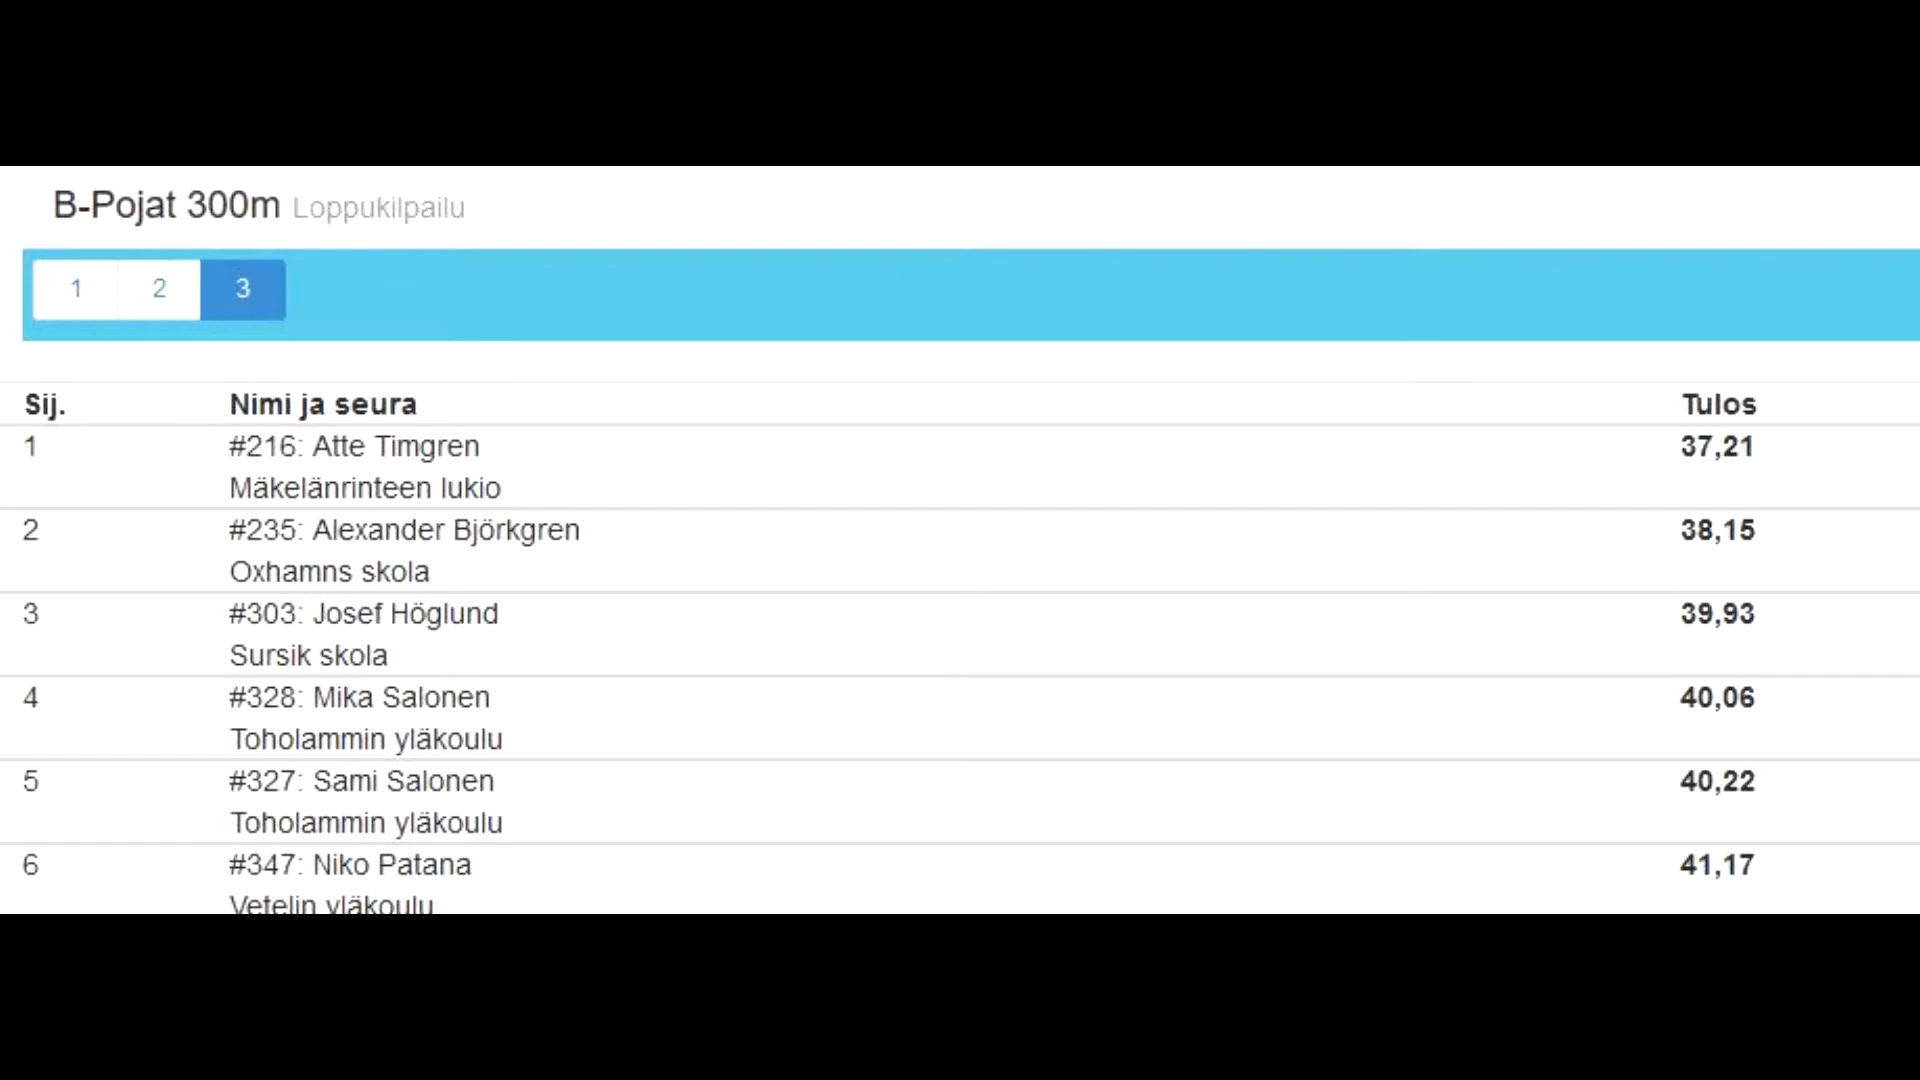 B-Pojat 300m Loppukilpailu
1 2 3
Sij. Nimi ja seura Tulos
1 #216: Atte Timgren 37,21
Mäkelänrinteen lukio
2 #235: Alexander Björkgren 38,15
Oxhamns skola
3 #303: Josef Höglund 39,93
Sursik skola
4 #328: Mika Salonen 40,06
Toholammin yläkoulu
5 #327: Sami Salonen 40,22
Toholammin yläkoulu
6 #347: Niko Patana 41,17
Vetelin yläkoulu